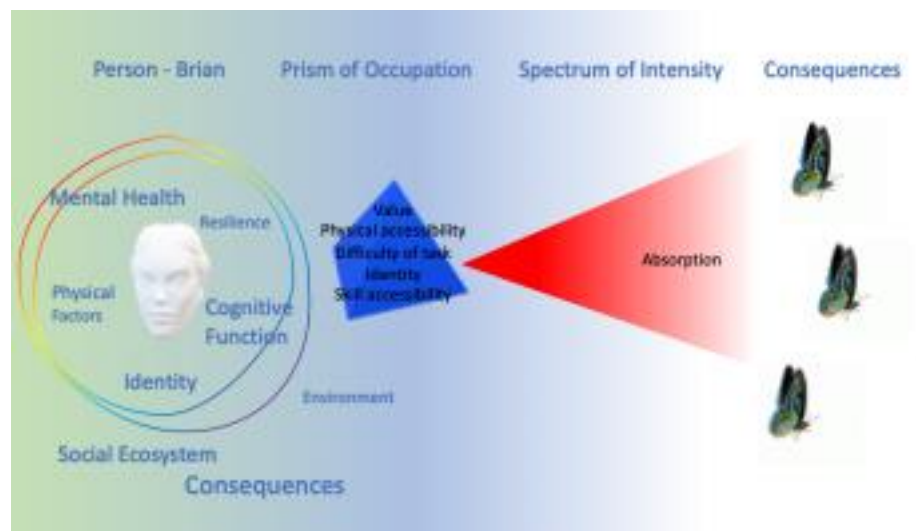 Person - Brian
Prism of Occupation
Spectrum of Intensity
Consequences
Mental Health
Resilience
Physical
Factors
Cognitive
Function
Identity
Social Ecosystem
Consequences
Environment
Value
Physical accessibility
Difficulty of task
Identity
Skill accessibility
Absorption